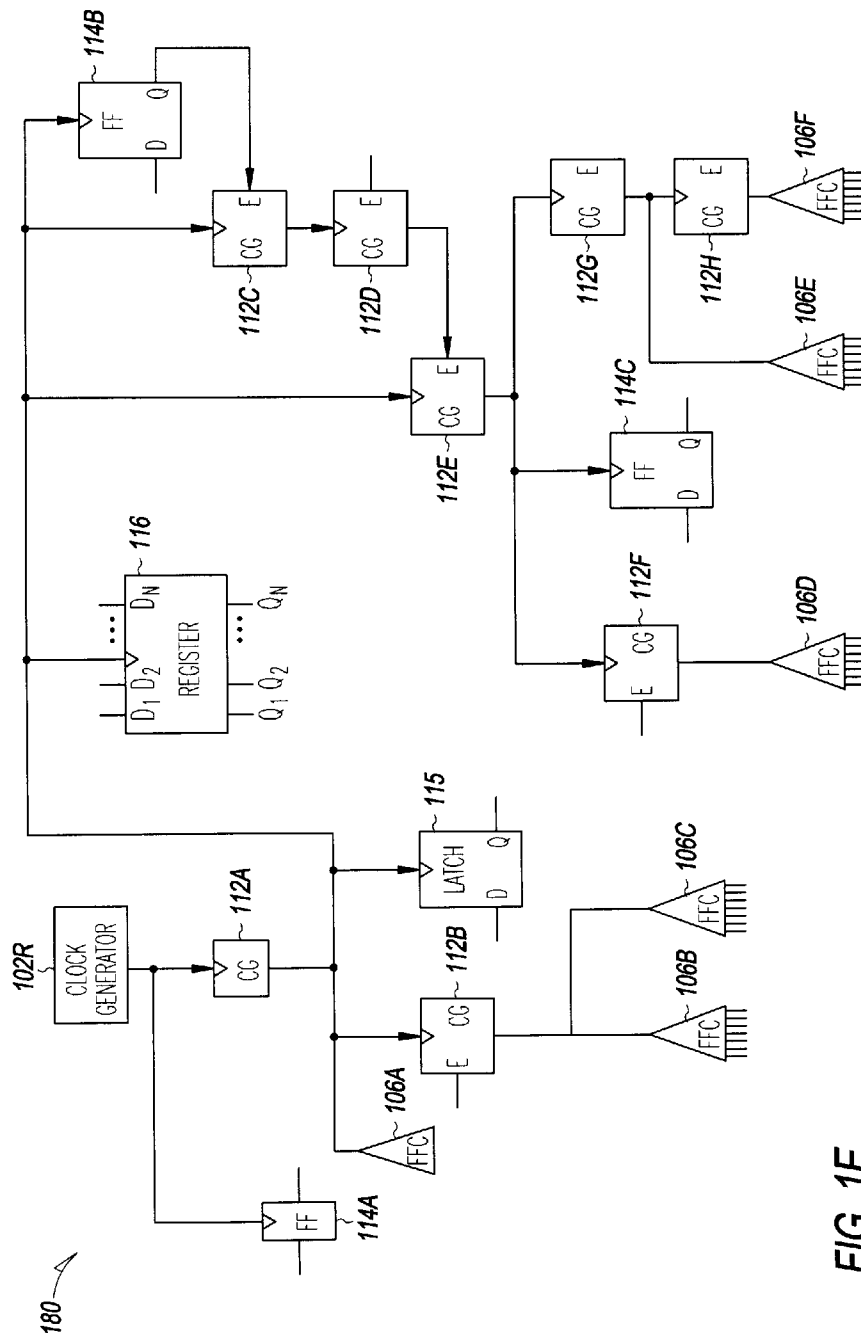 180
102R
CLOCK
GENERATOR
114A
FF
112A
CG
106A
FFC
112B
E
CG
106B
FFC
106C
FFC
115
LATCH
D
Q
116
D1 D2 ••• DN
REGISTER
Q1 Q2 ••• QN
114B
FF
D
Q
112C
CG
E
112D
CG
E
112E
CG
E
112F
E
CG
106D
FFC
114C
FF
D
Q
112G
CG
E
112H
CG
E
106E
FFC
106F
FFC
FIG. 1F